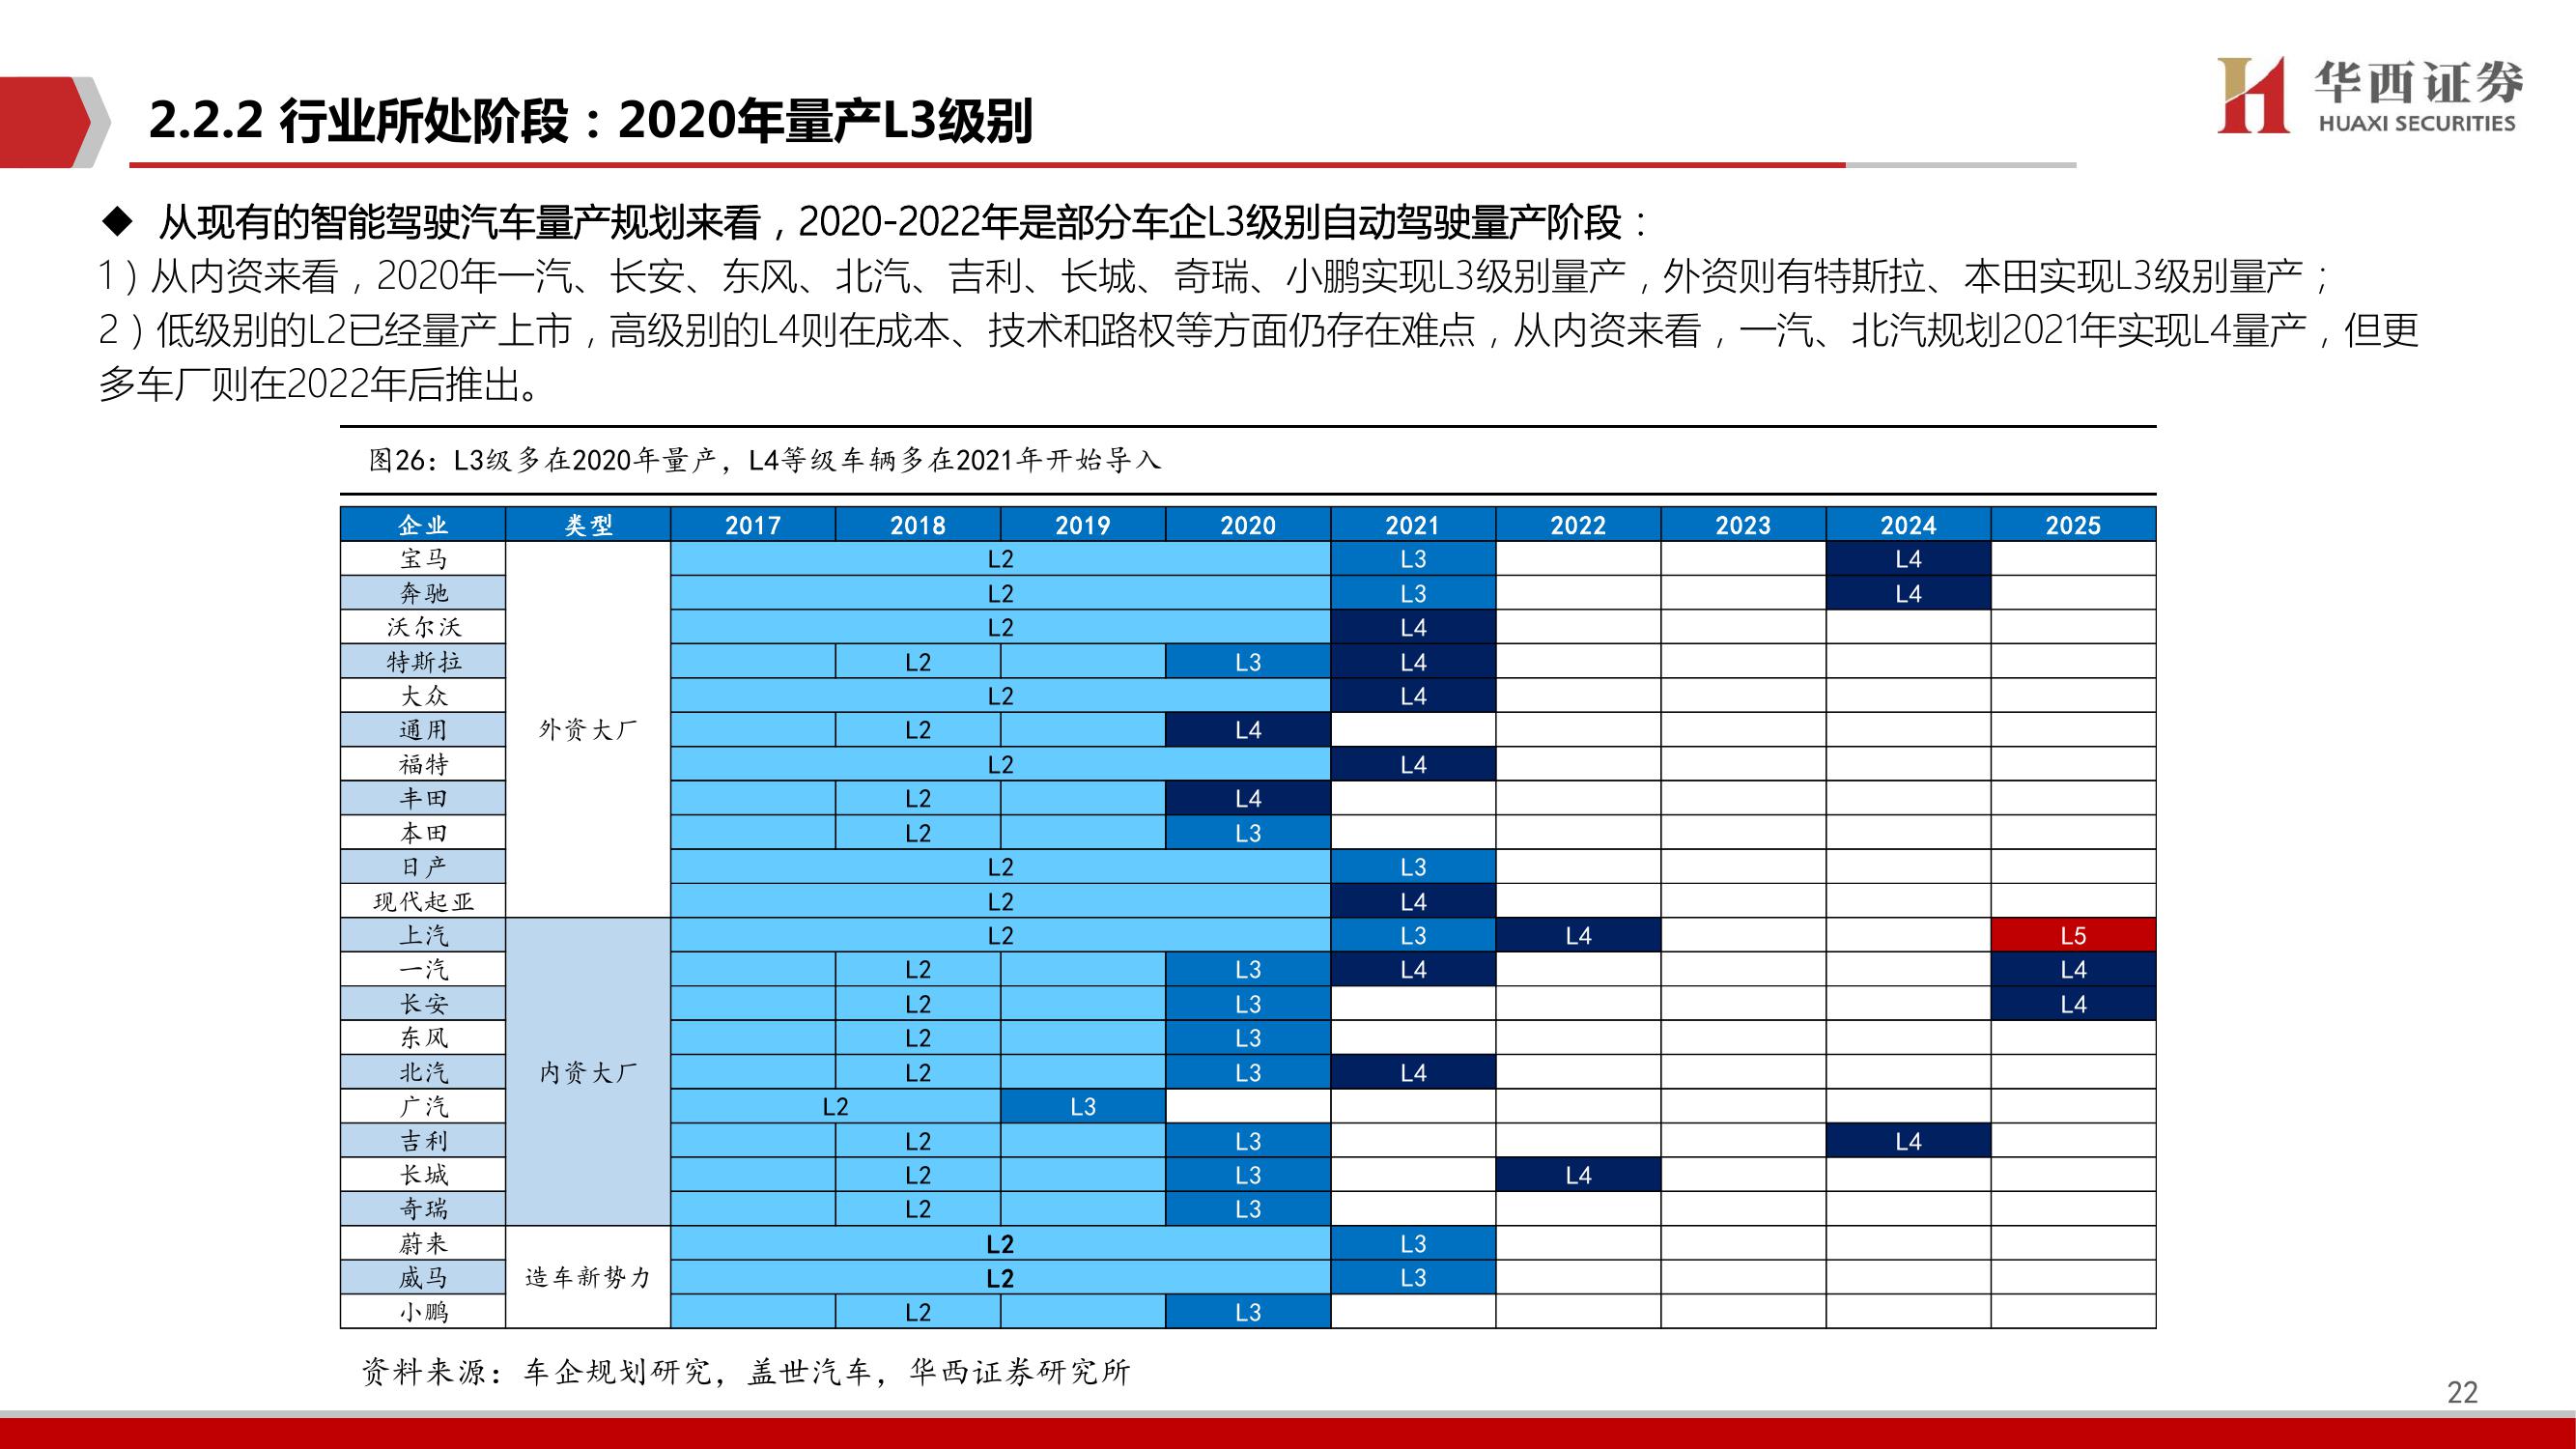 华西证券
HUAXI SECURITIES
2.2.2 行业所处阶段：2020年量产L3级别
◆ 从现有的智能驾驶汽车量产规划来看，2020-2022年是部分车企L3级别自动驾驶量产阶段：
1）从内资来看，2020年一汽、长安、东风、北汽、吉利、长城、奇瑞、小鹏实现L3级别量产，外资则有特斯拉、本田实现L3级别量产；
2）低级别的L2已经量产上市，高级别的L4则在成本、技术和路权等方面仍存在难点，从内资来看，一汽、北汽规划2021年实现L4量产，但更
多车厂则在2022年后推出。
图26：L3级多在2020年量产，L4等级车辆多在2021年开始导入
企业 类型 2017 2018 2019 2020 2021 2022 2023 2024 2025
宝马 L2 L3 L4
奔驰 L2 L3 L4
沃尔沃 L2 L4
特斯拉 L2 L3 L4
大众 L2 L4
通用 外资大厂 L2 L4
福特 L2 L4
丰田 L2 L4
本田 L2 L3
日产 L2 L3
现代起亚 L2 L4
上汽 L2 L3 L4 L5
一汽 L2 L3 L4 L4
长安 L2 L3 L4
东风 L2 L3
北汽 内资大厂 L2 L3 L4
广汽 L2 L3
吉利 L2 L3 L4
长城 L2 L3 L4
奇瑞 L2 L3
蔚来 L2 L3
威马 造车新势力 L2 L3
小鹏 L2 L3
资料来源：车企规划研究，盖世汽车，华西证券研究所
22